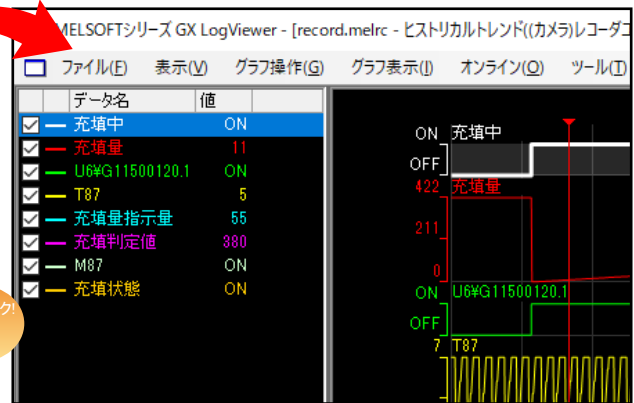 MELSOFTシリーズ GX LogViewer - [record.melrc - ヒストリカルトレンド((カメラ)レコーダ
ファイル(F) 表示(V) グラフ操作(G) グラフ表示(I) オンライン(O) ツール(T)
データ名 値
充填中 ON
充填量 11
U6¥G11500120.1 ON
T87 5
充填量指示量 55
充填判定値 380
M87 ON
充填状態 ON
ク!
ON 充填中
OFF
422 充填量
211
0
ON U6¥G11500120.1
OFF
7 T87